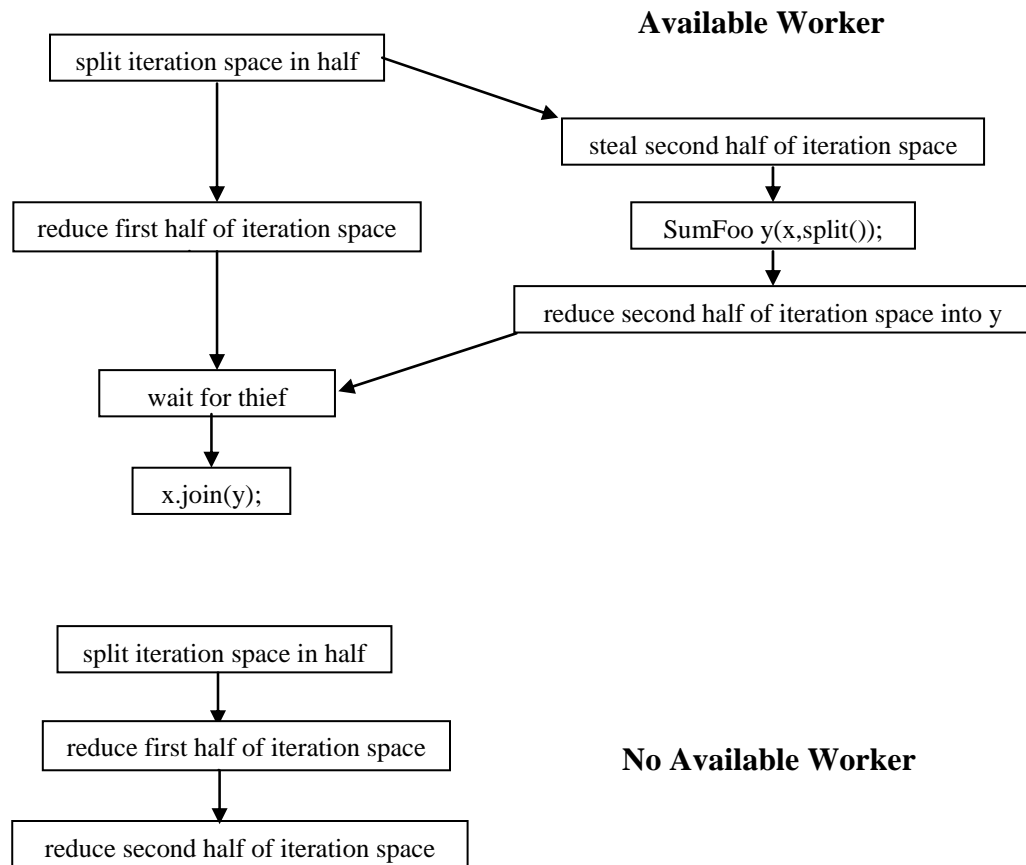 Available Worker
split iteration space in half
steal second half of iteration space
reduce first half of iteration space
SumFoo y(x,split());
reduce second half of iteration space into y
wait for thief
x.join(y);
split iteration space in half
reduce first half of iteration space
No Available Worker
reduce second half of iteration space